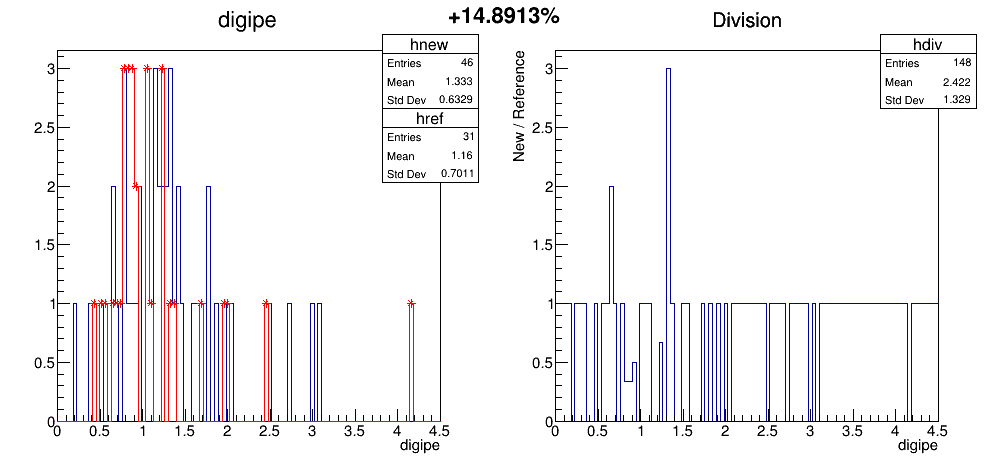 +14.8913%
digipe
hnew
Entries 46
Mean 1.333
Std Dev 0.6329
href
Entries 31
Mean 1.16
Std Dev 0.7011
3
2.5
2
1.5
1
0.5
0
0 0.5 1 1.5 2 2.5 3 3.5 4 4.5
digipe
Division
hdiv
Entries 148
Mean 2.422
Std Dev 1.329
New / Reference
3
2.5
2
1.5
1
0.5
0
0 0.5 1 1.5 2 2.5 3 3.5 4 4.5
digipe